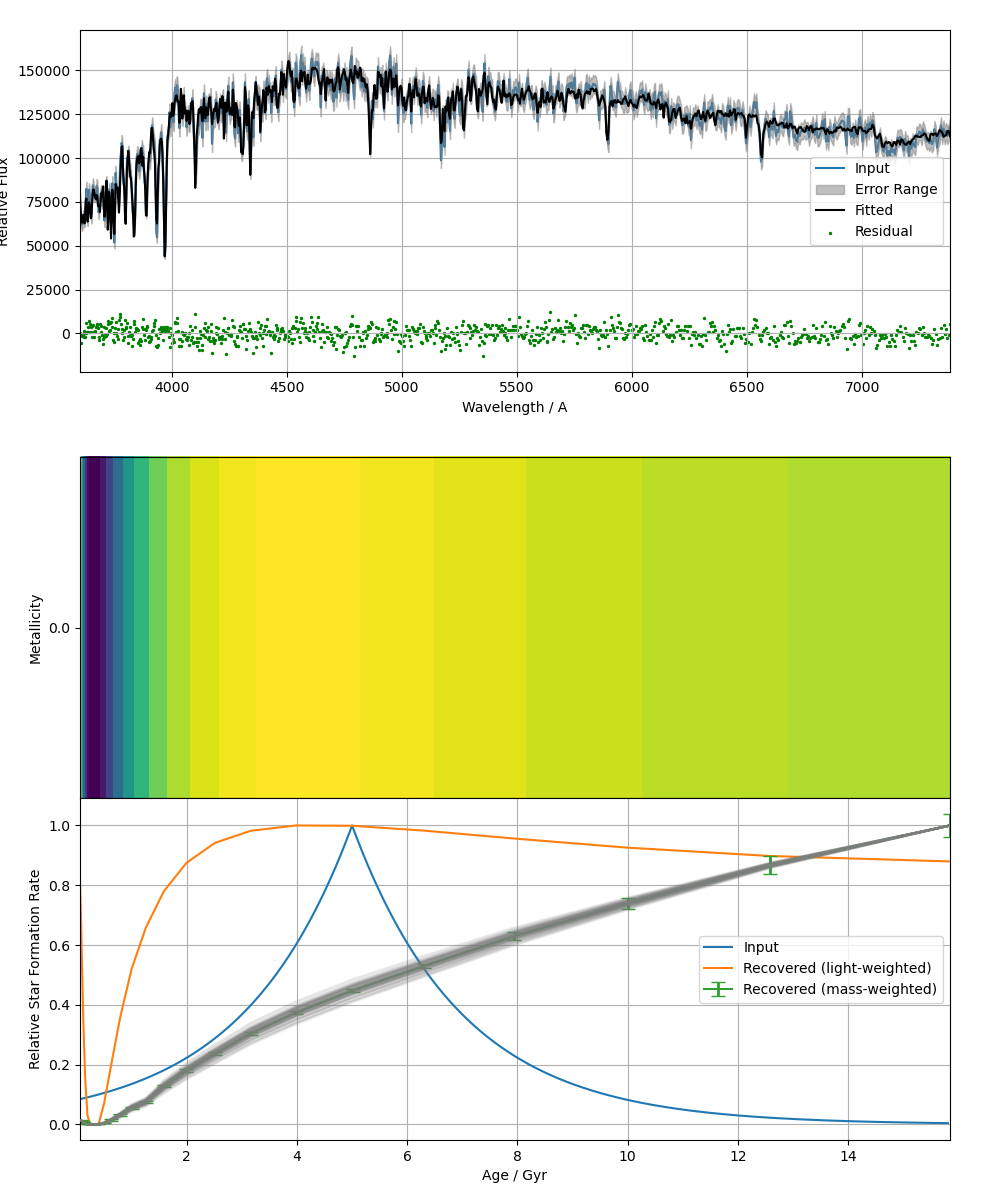 150000
125000
100000
75000
50000
25000
0
Relative Flux
Input
Error Range
Fitted
Residual
4000 4500 5000 5500 6000 6500 7000
Wavelength / A
Metallicity
0.0
1.0
0.8
0.6
0.4
0.2
0.0
Relative Star Formation Rate
Input
Recovered (light-weighted)
Recovered (mass-weighted)
2 4 6 8 10 12 14
Age / Gyr